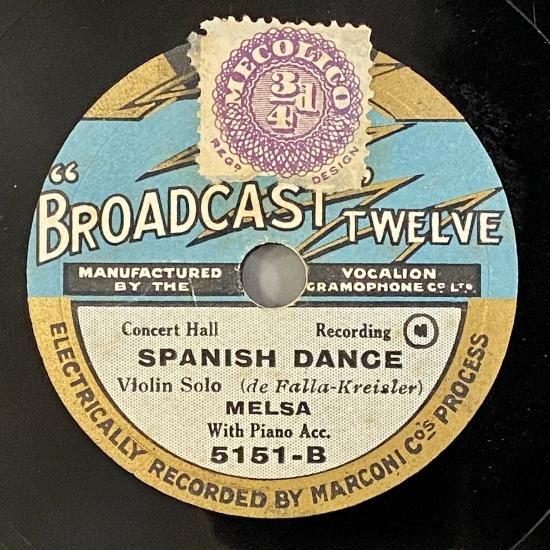 MECOLICO
3/4d
REGD DESIGN
"BROADCAST" TWELVE
MANUFACTURED BY THE
VOCALION GRAMOPHONE Co LTD.
Concert Hall Recording M
SPANISH DANCE
Violin Solo (de Falla-Kreisler)
MELSA
With Piano Acc.
5151-B
ELECTRICALLY RECORDED BY MARCONI Co's PROCESS